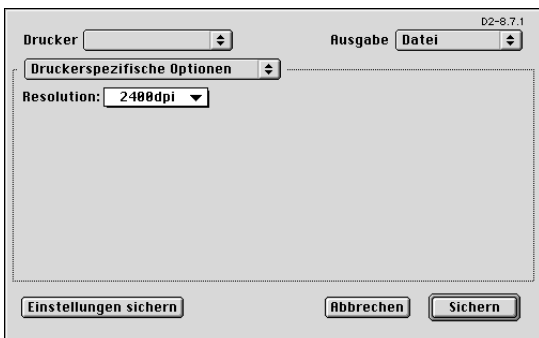 D2-8.7.1
Drucker Ausgabe Datei
Druckerspezifische Optionen
Resolution: 2400dpi
Einstellungen sichern Abbrechen Sichern